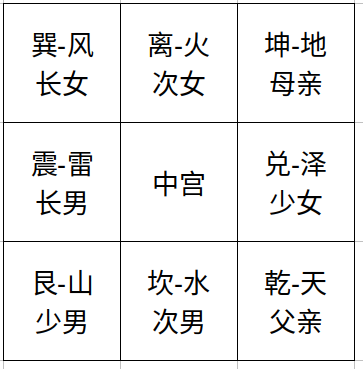 巽-风
长女
离-火
次女
坤-地
母亲
震-雷
长男
中宫
兑-泽
少女
艮-山
少男
坎-水
次男
乾-天
父亲